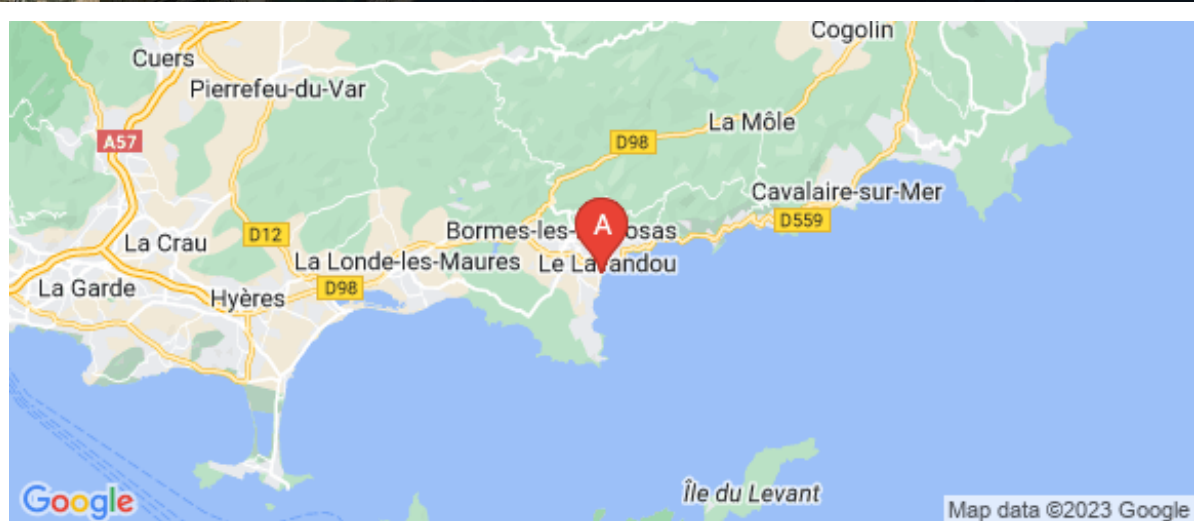 Cogolin
Cuers
Pierrefeu-du-Var
La Môle
A57
D98
Cavalaire-sur-Mer
D559
Bormes-les- osas
A
D12
La Crau
La Londe-les-Maures
Le Lavandou
La Garde
Hyères
D98
Île du Levant
Google
Map data ©2023 Google